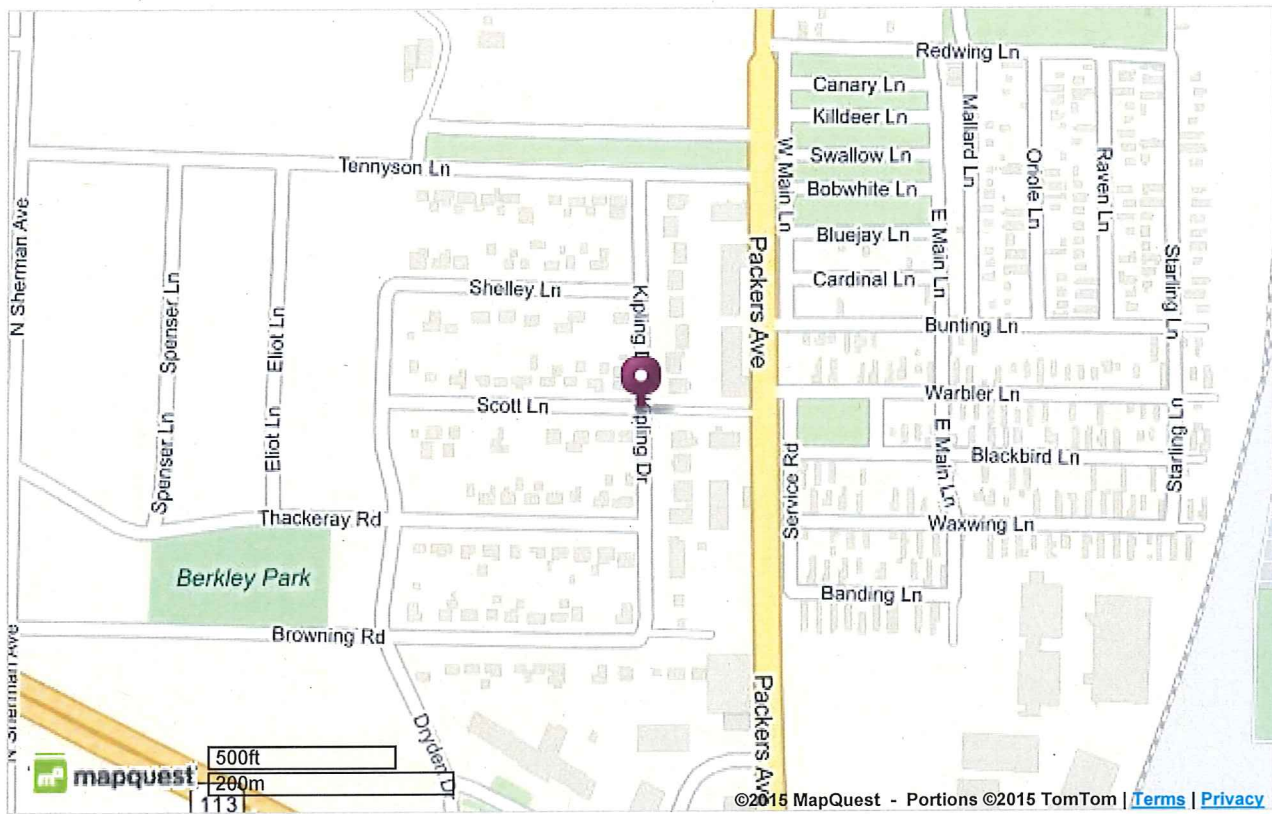 Redwing Ln
Canary Ln
Killdeer Ln
Swallow Ln
Bobwhite Ln
Bluejay Ln
Cardinal Ln
Bunting Ln
Warbler Ln
Blackbird Ln
Waxwing Ln
Banding Ln
W Main Ln
E Main Ln
E Main Ln
Mallard Ln
Oriole Ln
Raven Ln
Starling Ln
Starling Ln
Service Rd
Packers Ave
Packers Ave
Tennyson Ln
Shelley Ln
Scott Ln
Kipling D
ipling Dr
Thackeray Rd
Browning Rd
Dryden Dr
Berkley Park
Spenser Ln
Spenser Ln
Eliot Ln
Eliot Ln
N Sherman Ave
N Sherman Ave
mq mapquest
500ft
200m
113
©2015 MapQuest - Portions ©2015 TomTom | Terms | Privacy